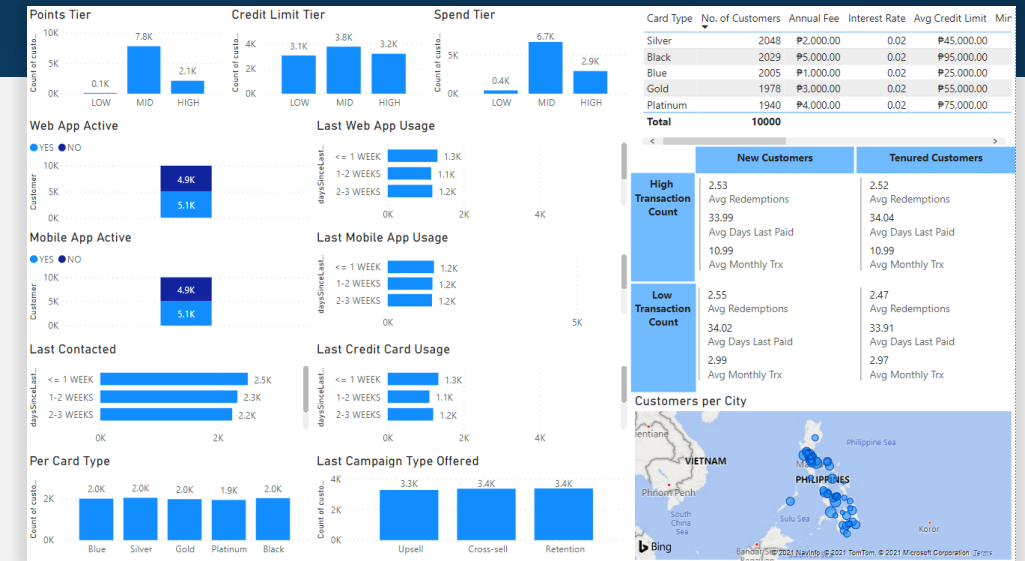 Points Tier
Count of custo...
10K
5K
0K
0.1K
7.8K
2.1K
LOW MID HIGH
Credit Limit Tier
Count of custo...
4K
2K
0K
3.1K
3.8K
3.2K
LOW MID HIGH
Spend Tier
Count of custo...
5K
0K
0.4K
6.7K
2.9K
LOW MID HIGH
Card Type No. of Customers Annual Fee Interest Rate Avg Credit Limit Min
Silver 2048 ₱2,000.00 0.02 ₱45,000.00
Black 2029 ₱5,000.00 0.02 ₱95,000.00
Blue 2005 ₱1,000.00 0.02 ₱25,000.00
Gold 1978 ₱3,000.00 0.02 ₱55,000.00
Platinum 1940 ₱4,000.00 0.02 ₱75,000.00
Total 10000
Web App Active
YES NO
Customer
10K
5K
0K
4.9K
5.1K
Last Web App Usage
daysSinceLast...
<= 1 WEEK 1.3K
1-2 WEEKS 1.1K
2-3 WEEKS 1.2K
0K 2K 4K
Mobile App Active
YES NO
Customer
10K
5K
0K
4.9K
5.1K
Last Mobile App Usage
daysSinceLast...
<= 1 WEEK 1.2K
1-2 WEEKS 1.2K
2-3 WEEKS 1.2K
0K 5K
New Customers Tenured Customers
High
Transaction
Count
2.53
Avg Redemptions
33.99
Avg Days Last Paid
10.99
Avg Monthly Trx
2.52
Avg Redemptions
34.04
Avg Days Last Paid
10.99
Avg Monthly Trx
Low
Transaction
Count
2.55
Avg Redemptions
34.02
Avg Days Last Paid
2.99
Avg Monthly Trx
2.47
Avg Redemptions
33.91
Avg Days Last Paid
2.97
Avg Monthly Trx
Last Contacted
daysSinceLast...
<= 1 WEEK 2.5K
1-2 WEEKS 2.3K
2-3 WEEKS 2.2K
0K 2K
Last Credit Card Usage
daysSinceLast...
<= 1 WEEK 1.3K
1-2 WEEKS 1.1K
2-3 WEEKS 1.2K
0K 2K 4K
Per Card Type
Count of custo...
2K
0K
2.0K 2.0K 2.0K 1.9K 2.0K
Blue Silver Gold Platinum Black
Last Campaign Type Offered
Count of custo...
4K
2K
0K
3.3K 3.4K 3.4K
Upsell Cross-sell Retention
Customers per City
ientiane
VIETNAM
Phnom Penh
South
China
Sea
PHILIPPINES
Philippine Sea
Sulu Sea
Koror
Bing
© 2021 NavInfo, © 2021 TomTom, © 2021 Microsoft Corporation Terms